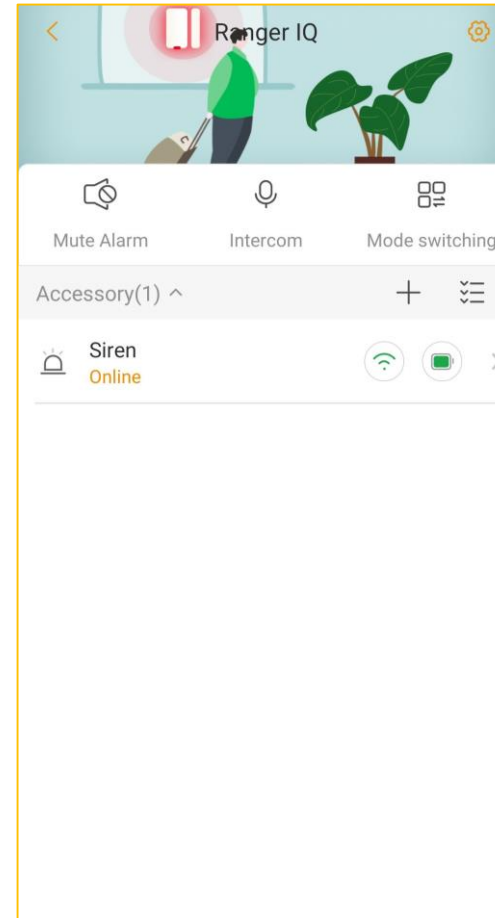 Ranger IQ
Mute Alarm
Intercom
Mode switching
Accessory(1)
Siren
Online